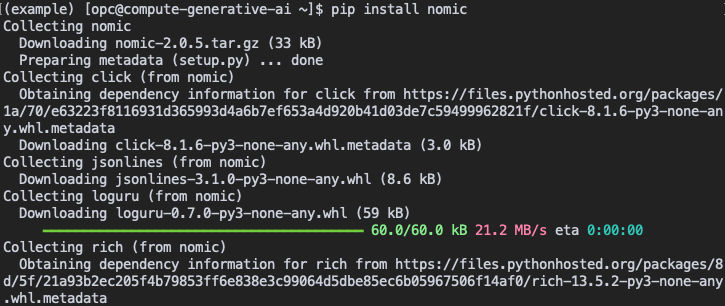 [(example) [opc@compute-generative-ai ~]$ pip install nomic
Collecting nomic
  Downloading nomic-2.0.5.tar.gz (33 kB)
  Preparing metadata (setup.py) ... done
Collecting click (from nomic)
  Obtaining dependency information for click from https://files.pythonhosted.org/packages/
1a/70/e63223f8116931d365993d4a6b7ef653a4d920b41d03de7c59499962821f/click-8.1.6-py3-none-an
y.whl.metadata
  Downloading click-8.1.6-py3-none-any.whl.metadata (3.0 kB)
Collecting jsonlines (from nomic)
  Downloading jsonlines-3.1.0-py3-none-any.whl (8.6 kB)
Collecting loguru (from nomic)
  Downloading loguru-0.7.0-py3-none-any.whl (59 kB)
60.0/60.0 kB 21.2 MB/s eta 0:00:00
Collecting rich (from nomic)
  Obtaining dependency information for rich from https://files.pythonhosted.org/packages/8
d/5f/21a93b2ec205f4b79853ff6e838e3c99064d5dbe85ec6b05967506f14af0/rich-13.5.2-py3-none-any
.whl.metadata